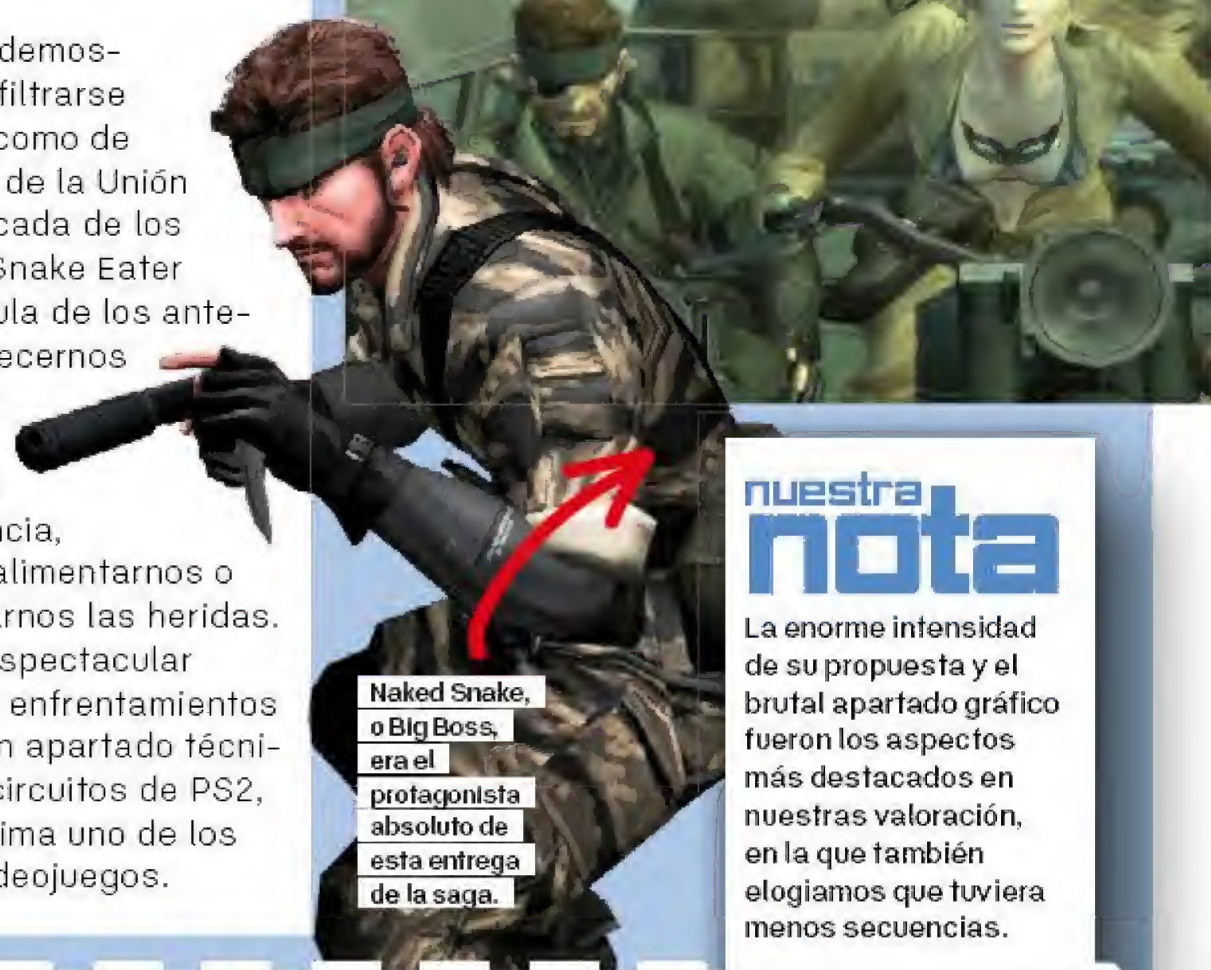 demos-
filtrarse
como de
de la Unión
cada de los
Snake Eater
ula de los ante-
ecernos
ncia,
alimentarnos o
rnos las heridas.
spectacular
enfrentamientos
n apartado técni-
circuitos de PS2,
ima uno de los
deojuegos.
Naked Snake,
o Big Boss,
era el
protagonista
absoluto de
esta entrega
de la saga.
nuestra
nota
La enorme intensidad
de su propuesta y el
brutal apartado gráfico
fueron los aspectos
más destacados en
nuestras valoración,
en la que también
elogiamos que tuviera
menos secuencias.